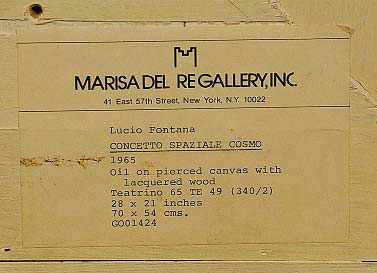 MARISA DEL RE GALLERY, INC.
41 East 57th Street, New York, N.Y. 10022
Lucio Fontana
CONCETTO SPAZIALE COSMO
1965
Oil on pierced canvas with
lacquered wood
Teatrino 65 TE 49 (340/2)
28 x 21 inches
70 x 54 cms.
GO01424